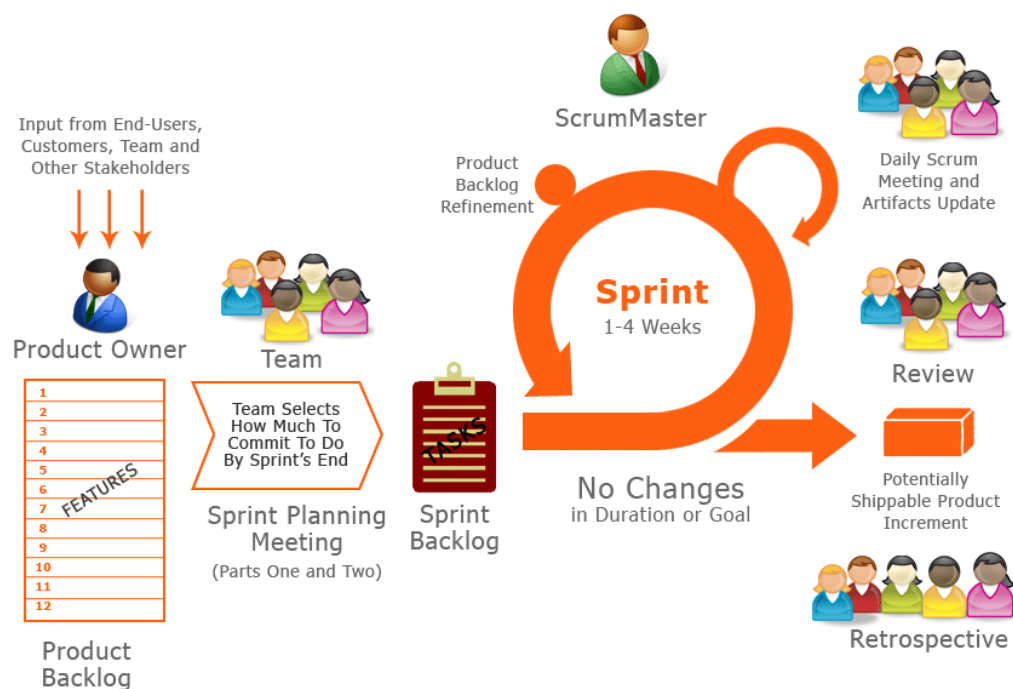 Input from End-Users,
Customers, Team and
Other Stakeholders
Product Owner
1
2
3
4
5
6
7
8
9
10
11
12
FEATURES
Product
Backlog
Team
Team Selects
How Much To
Commit To Do
By Sprint's End
Sprint Planning
Meeting
(Parts One and Two)
TASKS
Sprint
Backlog
ScrumMaster
Product
Backlog
Refinement
Sprint
1-4 Weeks
No Changes
in Duration or Goal
Daily Scrum
Meeting and
Artifacts Update
Review
Potentially
Shippable Product
Increment
Retrospective